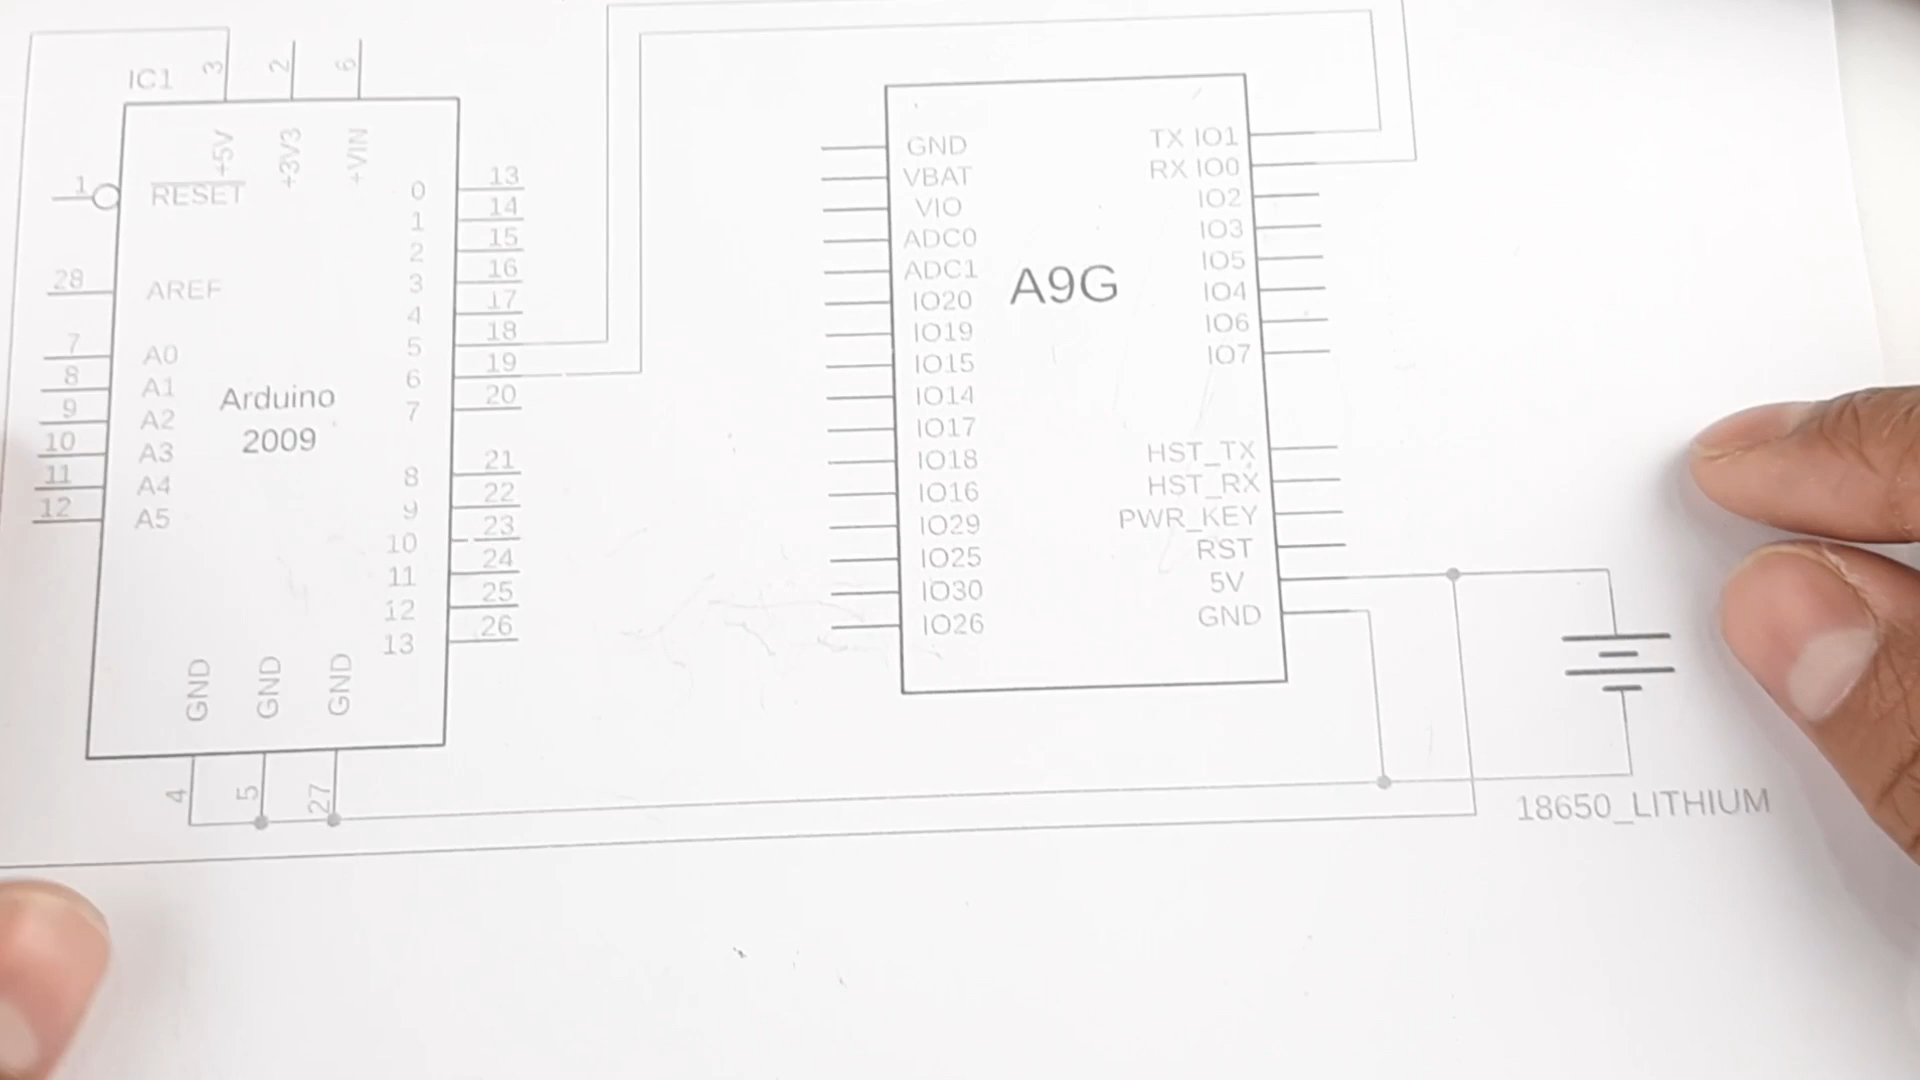 IC1
3
2
6
+5V
+3V3
+VIN
1
RESET
28
AREF
7
A0
8
A1
9
A2
10
A3
11
A4
12
A5
Arduino
2009
0
13
1
14
2
15
3
16
4
17
5
18
6
19
7
20
8
21
9
22
10
23
11
24
12
25
13
26
GND
GND
GND
4
5
27
A9G
GND
VBAT
VIO
ADC0
ADC1
IO20
IO19
IO15
IO14
IO17
IO18
IO16
IO29
IO25
IO30
IO26
TX IO1
RX IO0
IO2
IO3
IO5
IO4
IO6
IO7
HST_TX
HST_RX
PWR_KEY
RST
5V
GND
18650_LITHIUM